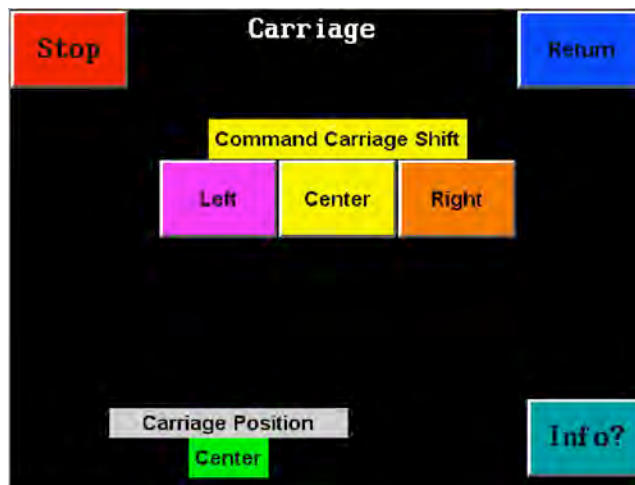 Stop
Carriage
Return
Command Carriage Shift
Left
Center
Right
Carriage Position
Center
Info?